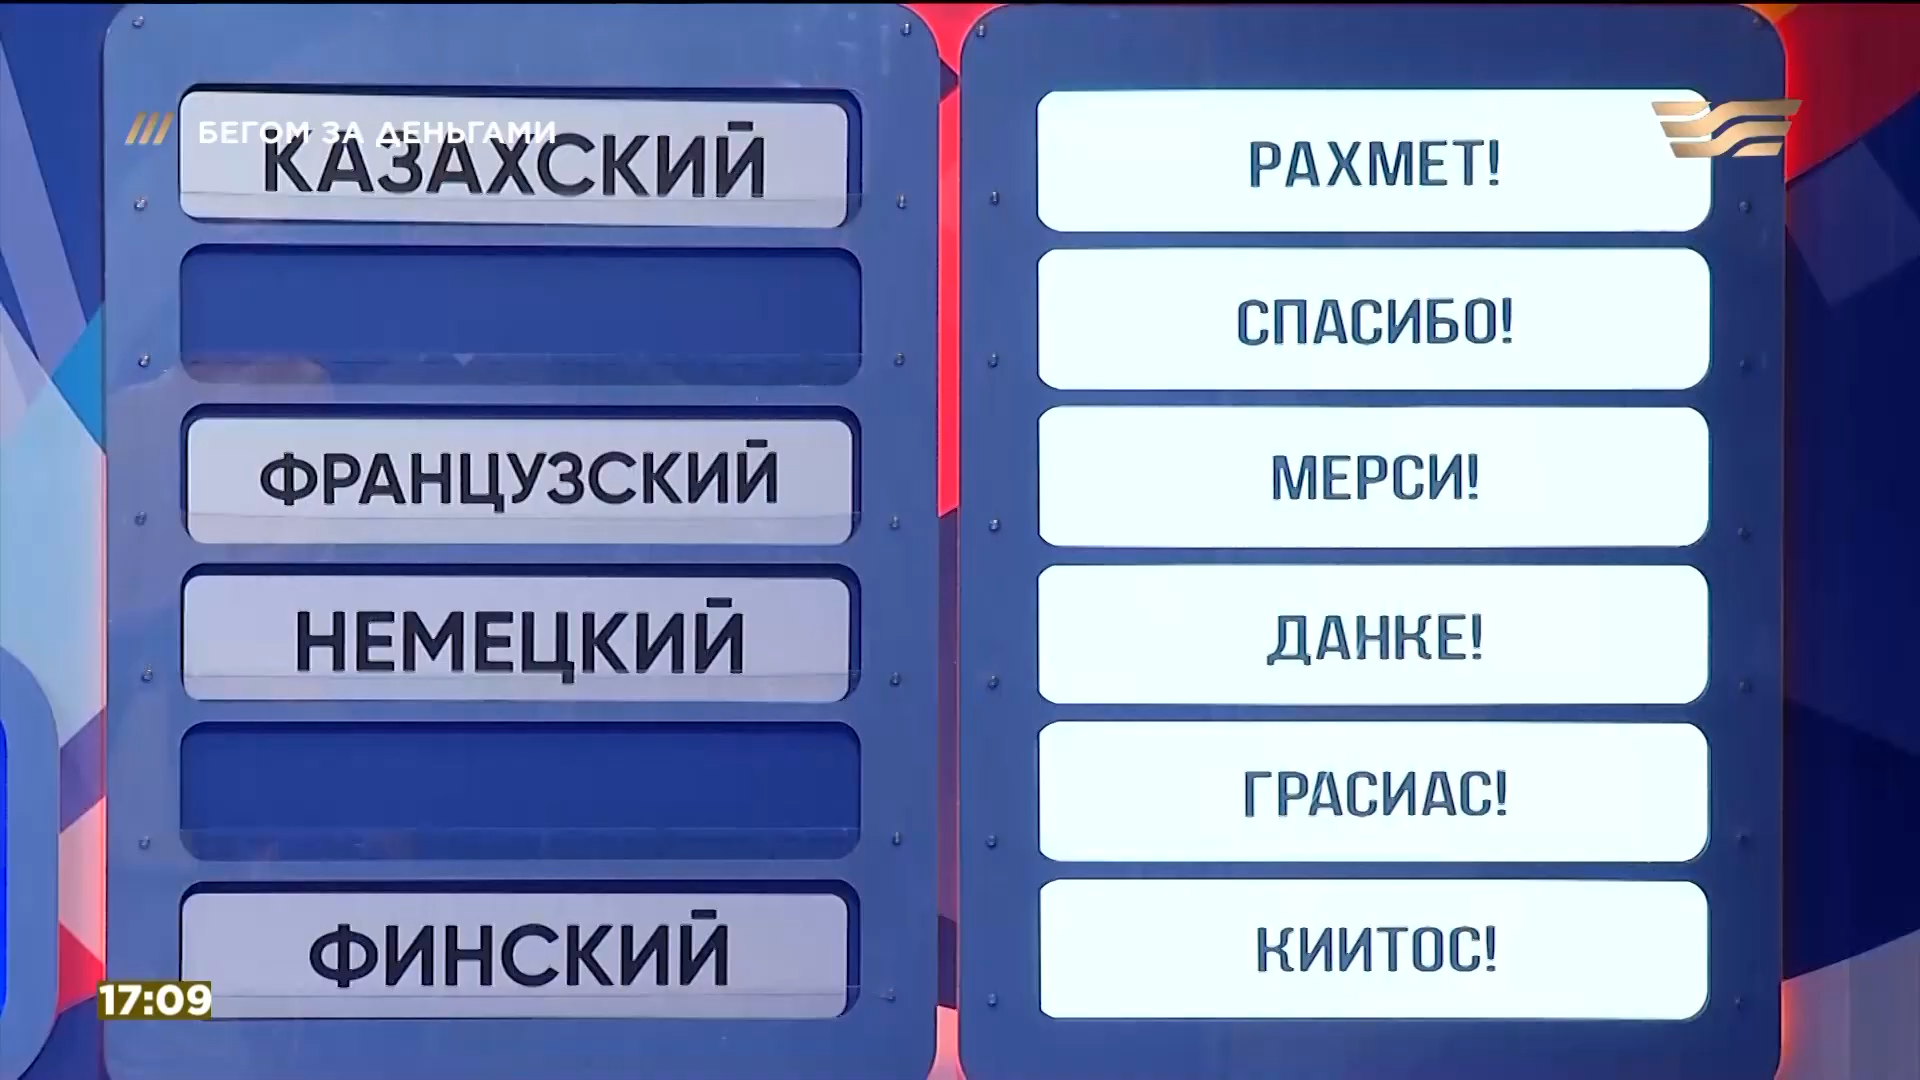 БЕГОМ ЗА ДЕНЬГАМИ
КАЗАХСКИЙ
РАХМЕТ!
СПАСИБО!
ФРАНЦУЗСКИЙ
МЕРСИ!
НЕМЕЦКИЙ
ДАНКЕ!
ГРАСИАС!
ФИНСКИЙ
КИИТОС!
17:09